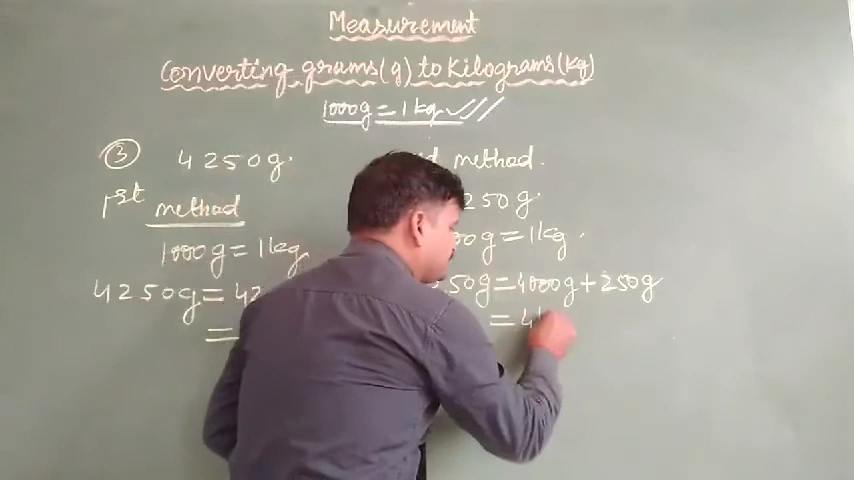 Measurement
Converting grams(g) to Kilograms(kg)
1000g = 1kg
3 4250g.
1st method
1000g = 1kg
4250g = 42
=
method.
250g.
00g = 1kg.
50g = 4000g + 250g
= 4